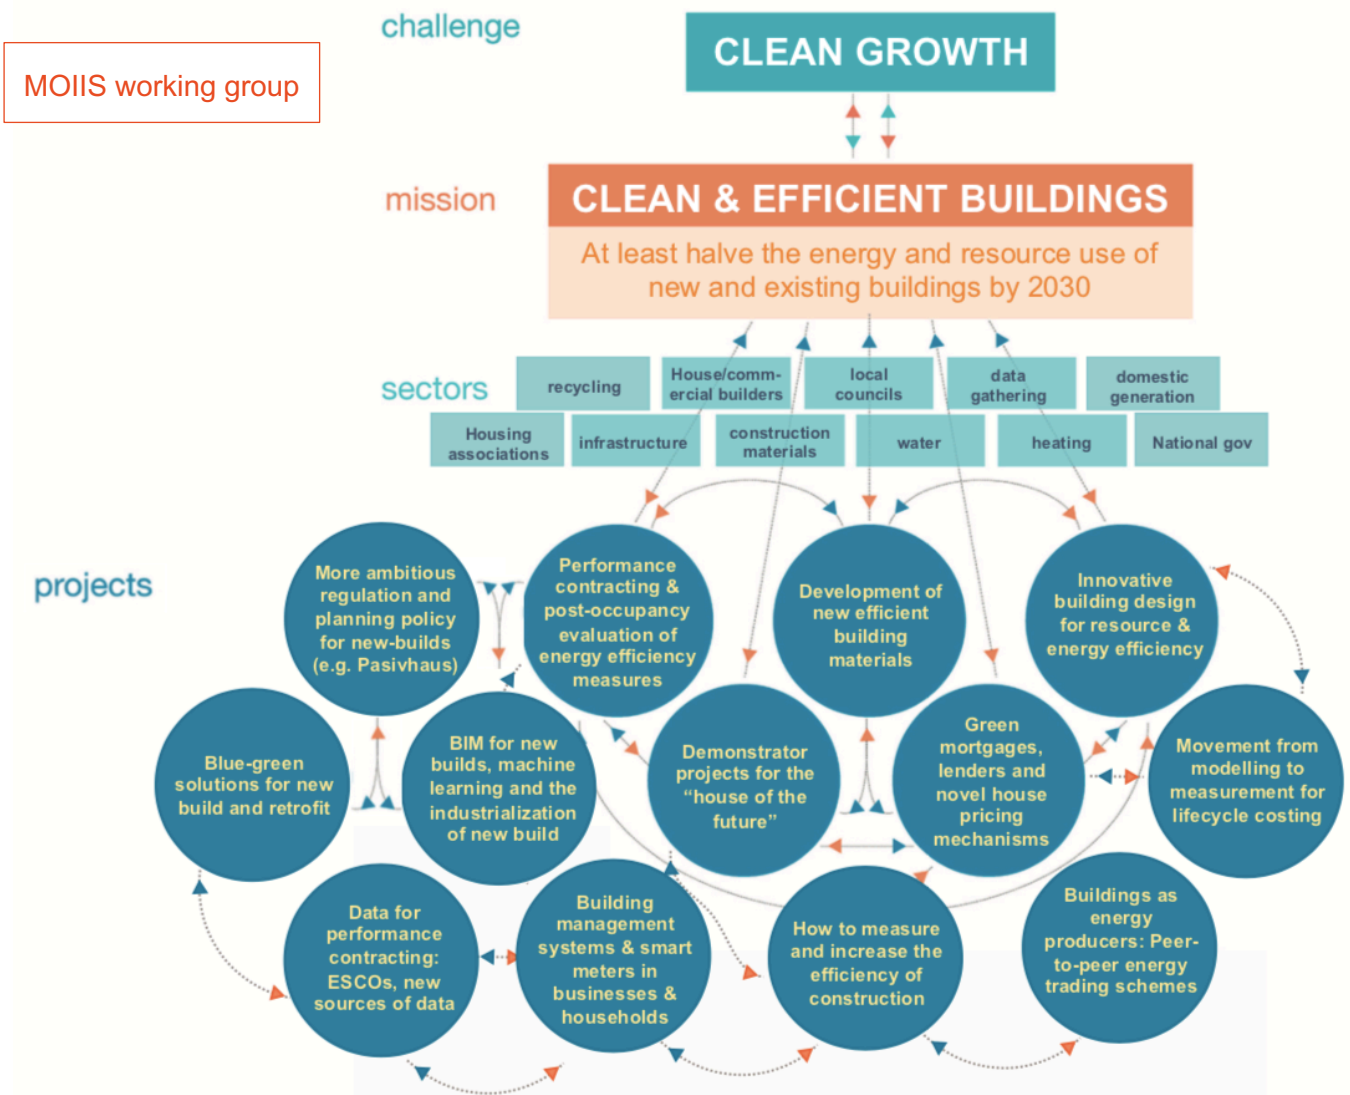 challenge
CLEAN GROWTH
MOIIS working group
mission
CLEAN & EFFICIENT BUILDINGS
At least halve the energy and resource use of
new and existing buildings by 2030
sectors
recycling
House/comm-
ercial builders
local
councils
data
gathering
domestic
generation
Housing
associations
infrastructure
construction
materials
water
heating
National gov
projects
More ambitious
regulation and
planning policy
for new-builds
(e.g. Pasivhaus)
Performance
contracting &
post-occupancy
evaluation of
energy efficiency
measures
Development of
new efficient
building
materials
Innovative
building design
for resource &
energy efficiency
Blue-green
solutions for new
build and retrofit
BIM for new
builds, machine
learning and the
industrialization
of new build
Demonstrator
projects for the
“house of the
future”
Green
mortgages,
lenders and
novel house
pricing
mechanisms
Movement from
modelling to
measurement for
lifecycle costing
Data for
performance
contracting:
ESCOs, new
sources of data
Building
management
systems & smart
meters in
businesses &
households
How to measure
and increase the
efficiency of
construction
Buildings as
energy
producers: Peer-
to-peer energy
trading schemes